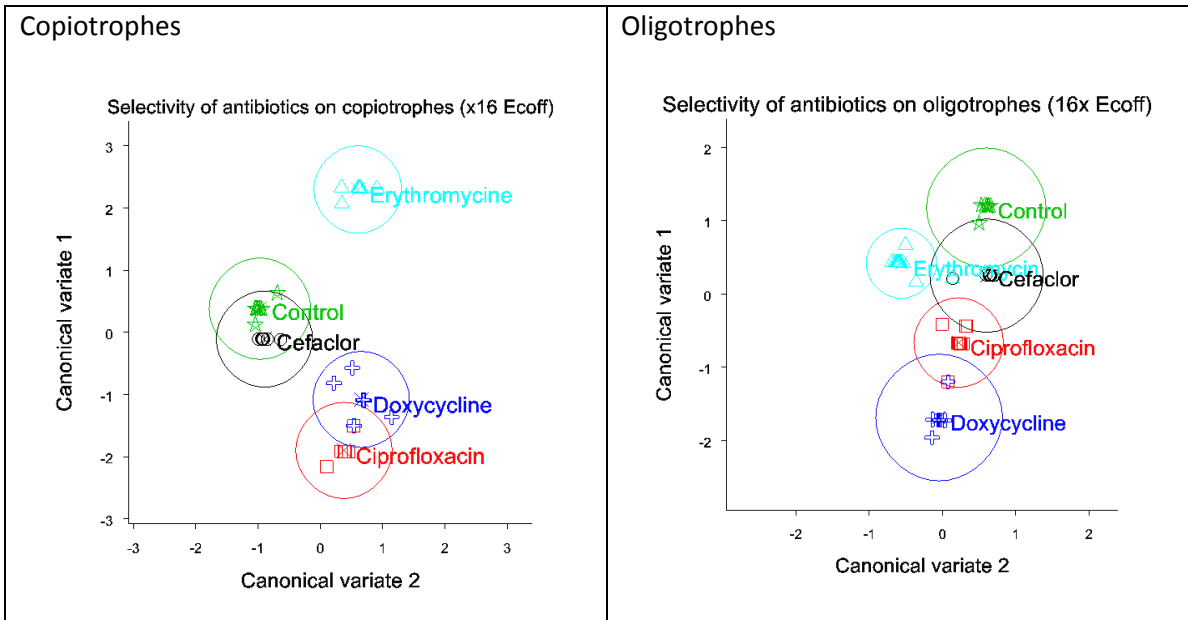 Copiotrophes
Selectivity of antibiotics on copiotrophes (x16 Ecoff)
3
2
1
0
-1
-2
-3
Canonical variate 1
Erythromycine
Control
Cefaclor
Doxycycline
Ciprofloxacin
-3 -2 -1 0 1 2 3
Canonical variate 2
Oligotrophes
Selectivity of antibiotics on oligotrophes (16x Ecoff)
2
1
0
-1
-2
Canonical variate 1
Control
Erythromycin
Cefaclor
Ciprofloxacin
Doxycycline
-2 -1 0 1 2
Canonical variate 2